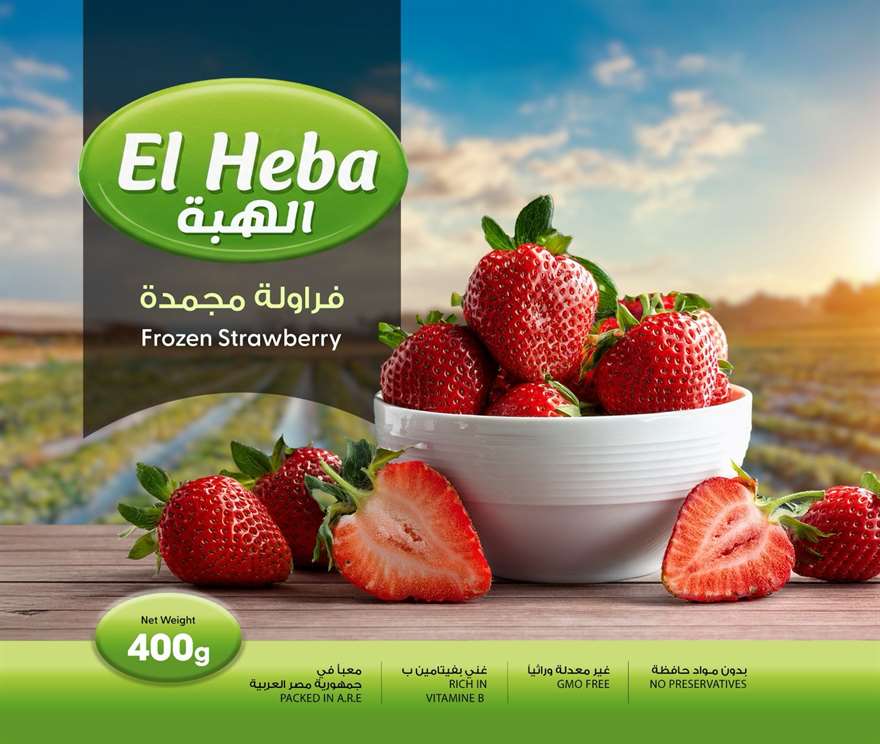 El Heba
الهبة
فراولة مجمدة
Frozen Strawberry
Net Weight
400g
معبأ في
جمهورية مصر العربية
PACKED IN A.R.E
غني بفيتامين ب
RICH IN
VITAMINE B
غير معدلة وراثياً
GMO FREE
بدون مواد حافظة
NO PRESERVATIVES